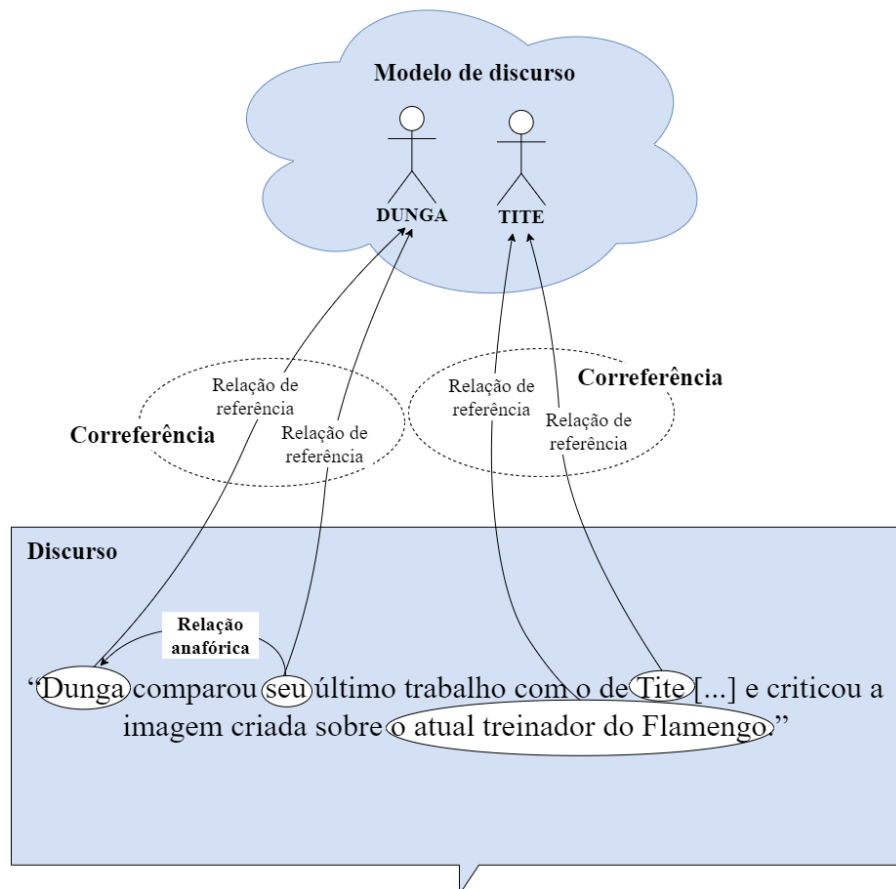 Modelo de discurso
DUNGA
TITE
Relação de
referência
Correferência
Relação de
referência
Relação de
referência
Correferência
Relação de
referência
Discurso
Relação
anafórica
“Dunga comparou seu último trabalho com o de Tite [...] e criticou a
imagem criada sobre o atual treinador do Flamengo.”